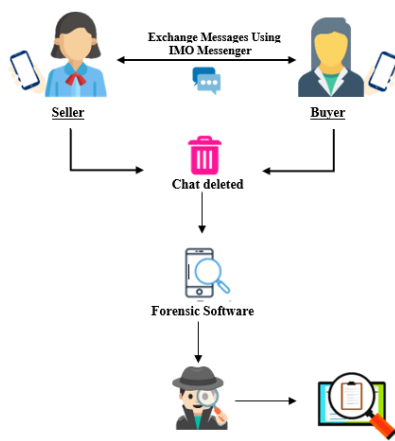 Exchange Messages Using
IMO Messenger
Seller
Buyer
Chat deleted
Forensic Software